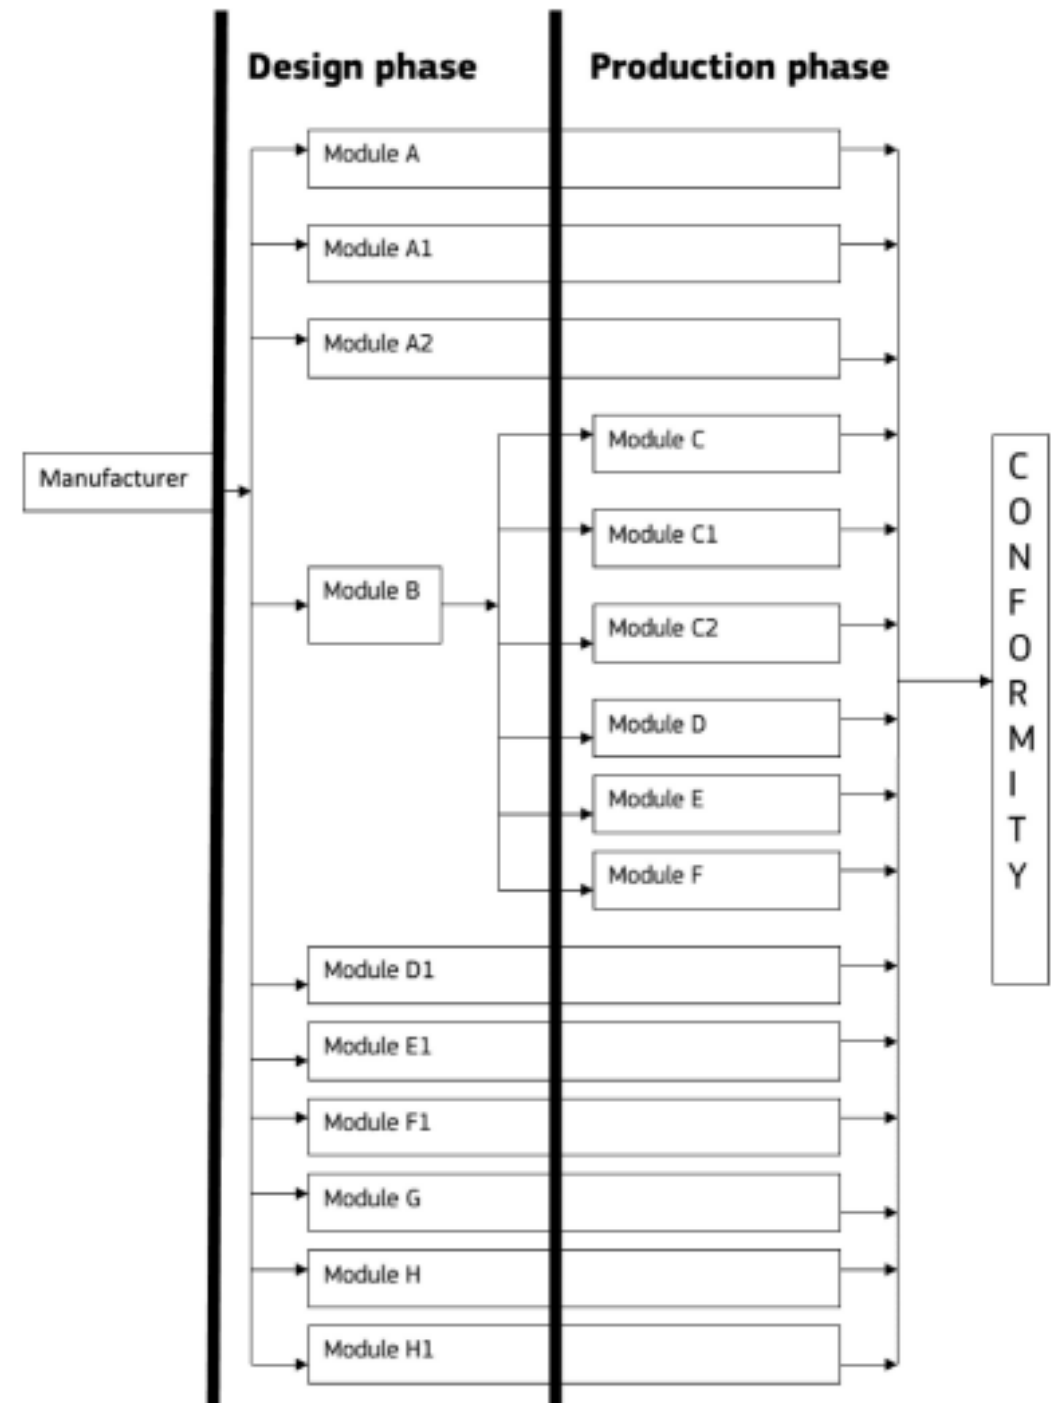 Design phase
Production phase
Module A
Module A1
Module A2
Manufacturer
Module B
Module C
Module C1
Module C2
Module D
Module E
Module F
Module D1
Module E1
Module F1
Module G
Module H
Module H1
C
O
N
F
O
R
M
I
T
Y